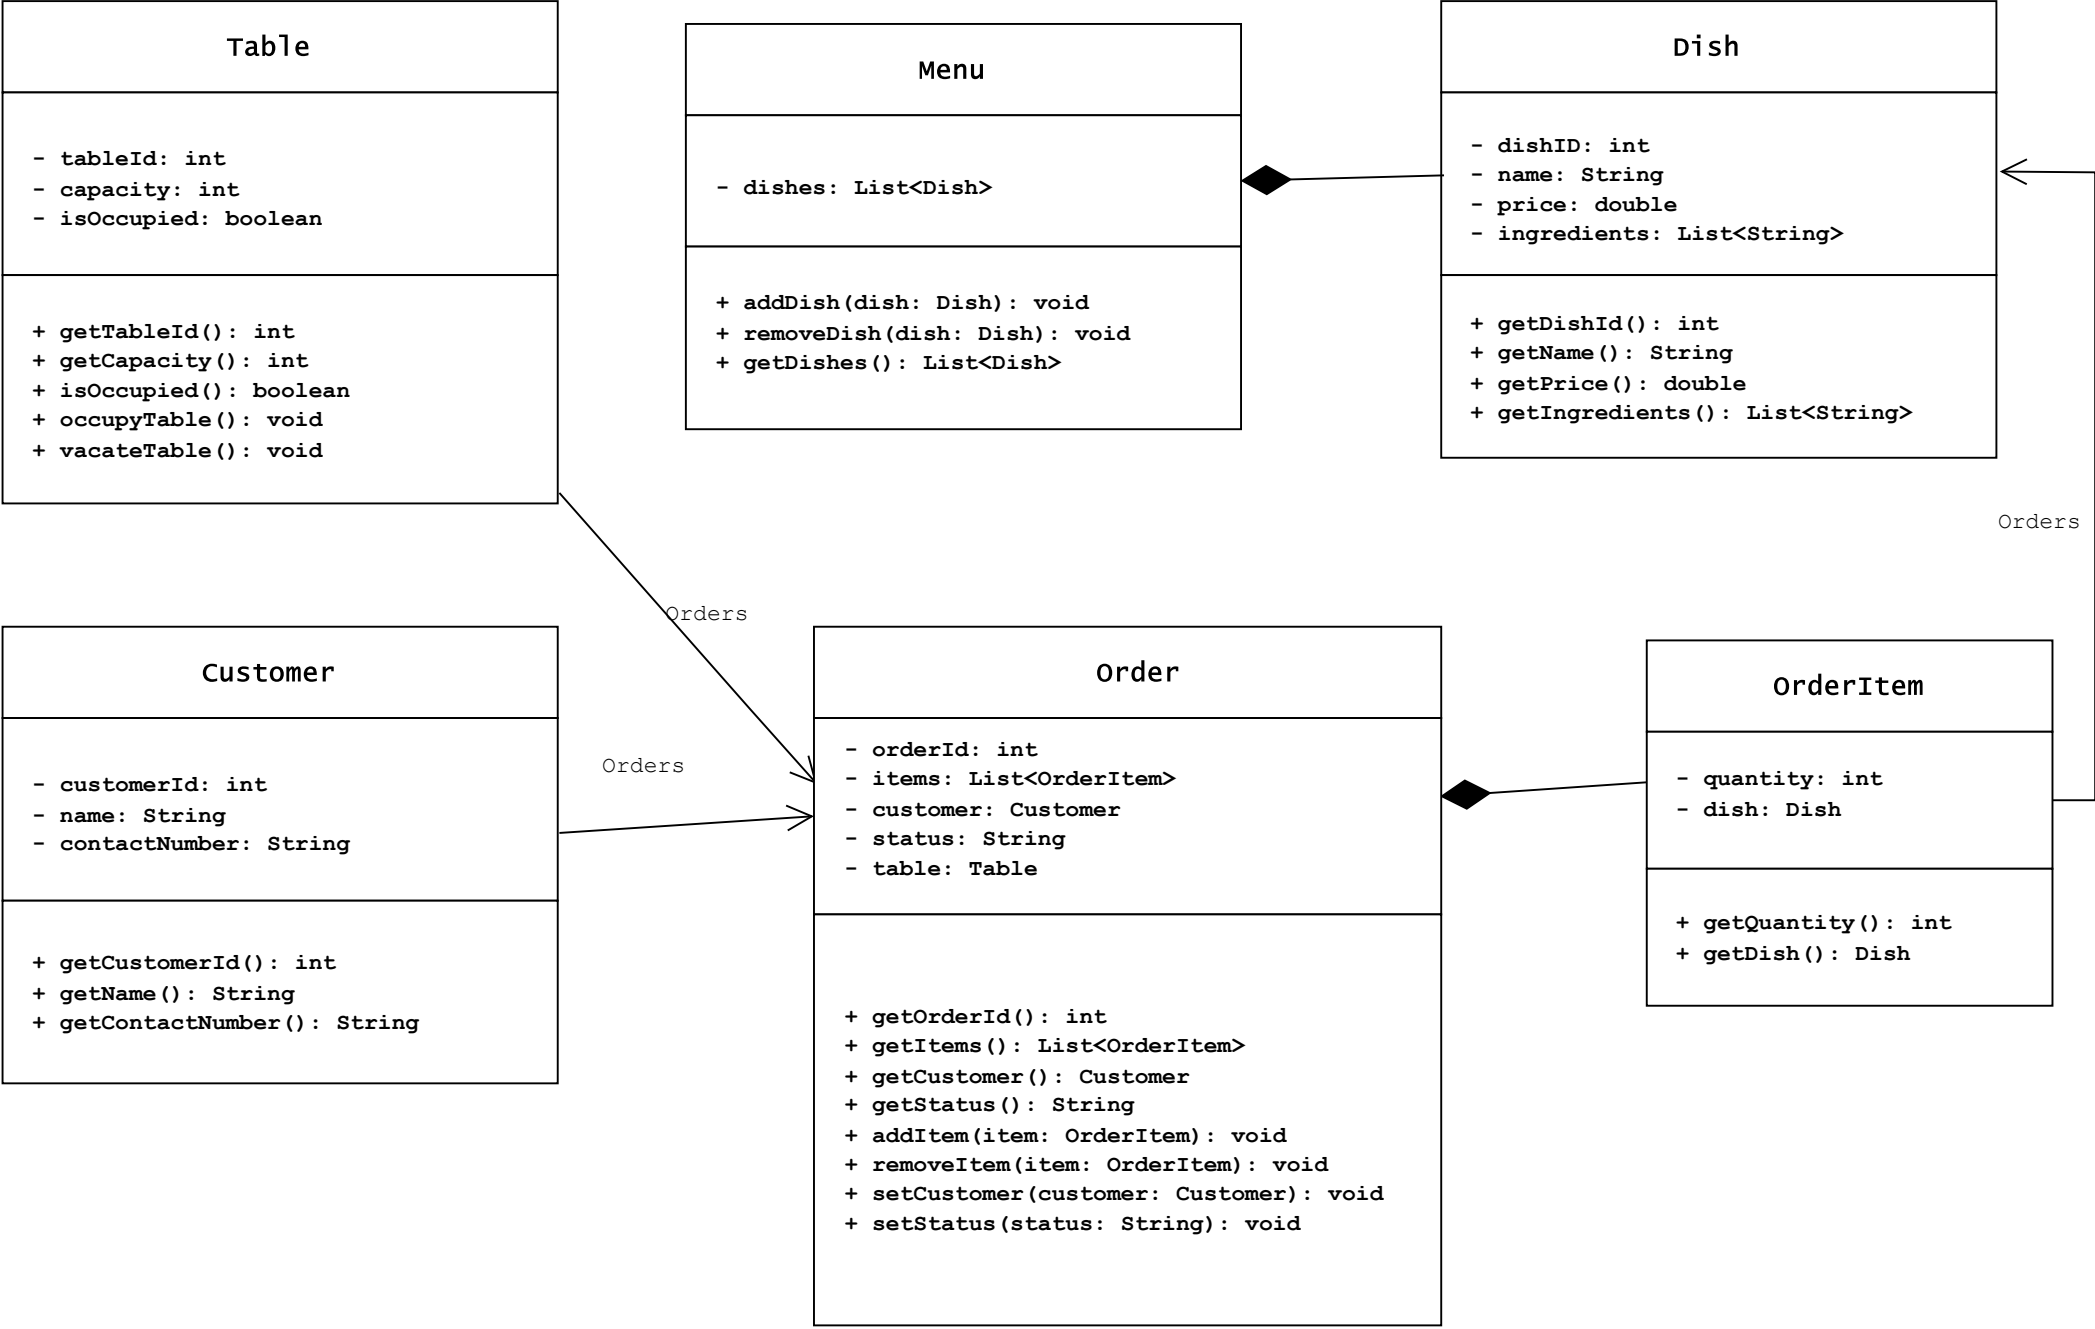 Table
- tableId: int
- capacity: int
- isOccupied: boolean
+ getTableId(): int
+ getCapacity(): int
+ isOccupied(): boolean
+ occupyTable(): void
+ vacateTable(): void
Menu
- dishes: List<Dish>
+ addDish(dish: Dish): void
+ removeDish(dish: Dish): void
+ getDishes(): List<Dish>
Dish
- dishID: int
- name: String
- price: double
- ingredients: List<String>
+ getDishId(): int
+ getName(): String
+ getPrice(): double
+ getIngredients(): List<String>
Orders
Orders
Customer
- customerId: int
- name: String
- contactNumber: String
+ getCustomerId(): int
+ getName(): String
+ getContactNumber(): String
Orders
Order
- orderId: int
- items: List<OrderItem>
- customer: Customer
- status: String
- table: Table
+ getOrderId(): int
+ getItems(): List<OrderItem>
+ getCustomer(): Customer
+ getStatus(): String
+ addItem(item: OrderItem): void
+ removeItem(item: OrderItem): void
+ setCustomer(customer: Customer): void
+ setStatus(status: String): void
OrderItem
- quantity: int
- dish: Dish
+ getQuantity(): int
+ getDish(): Dish